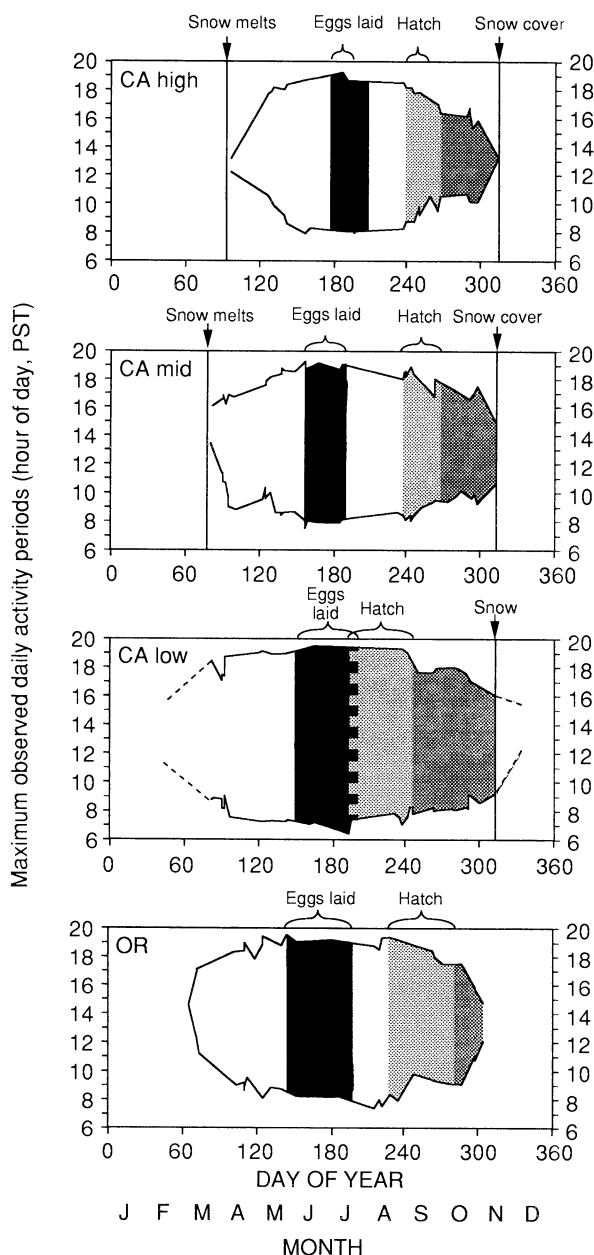 Maximum observed daily activity periods (hour of day, PST)
Snow melts Eggs laid Hatch Snow cover
CA high
20 20
18 18
16 16
14 14
12 12
10 10
8 8
6 6
0 60 120 180 240 300 360
Snow melts Eggs laid Hatch Snow cover
CA mid
20 20
18 18
16 16
14 14
12 12
10 10
8 8
6 6
0 60 120 180 240 300 360
Eggs
laid Hatch Snow
CA low
20 20
18 18
16 16
14 14
12 12
10 10
8 8
6 6
0 60 120 180 240 300 360
Eggs laid Hatch
OR
20 20
18 18
16 16
14 14
12 12
10 10
8 8
6 6
0 60 120 180 240 300 360
DAY OF YEAR
J F M A M J J A S O N D
MONTH